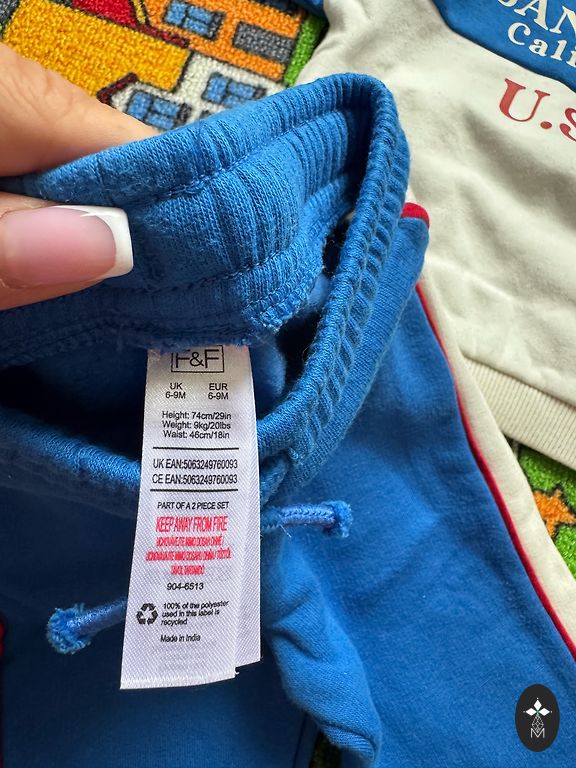 SAN
Cali
U.S
F&F
UK EUR
6-9M 6-9M
Height: 74cm/29in
Weight: 9kg/20lbs
Waist: 46cm/18in
UK EAN:5063249760093
CE EAN:5063249760093
PART OF A 2 PIECE SET
KEEP AWAY FROM FIRE
904-6513
100% of the polyester
used in this label is
recycled
Made in India
M